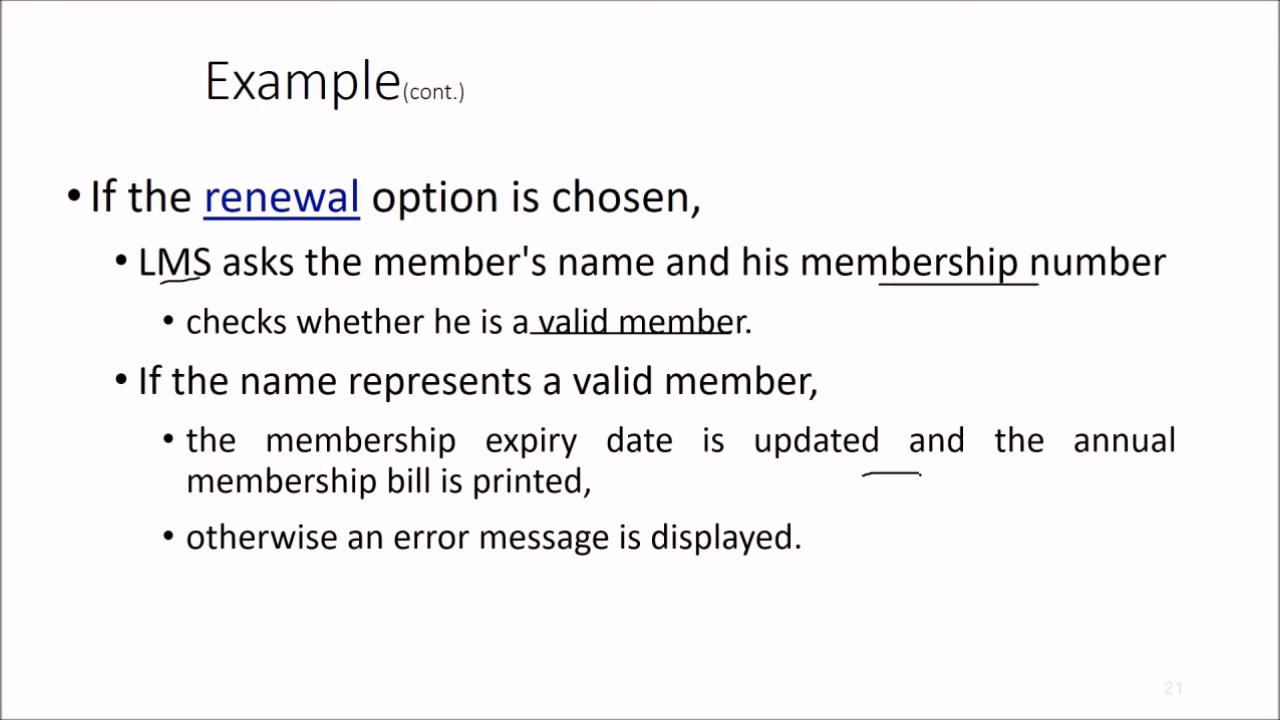 Example(cont.)
• If the renewal option is chosen,
• LMS asks the member's name and his membership number
• checks whether he is a valid member.
• If the name represents a valid member,
• the membership expiry date is updated and the annual
membership bill is printed,
• otherwise an error message is displayed.
21